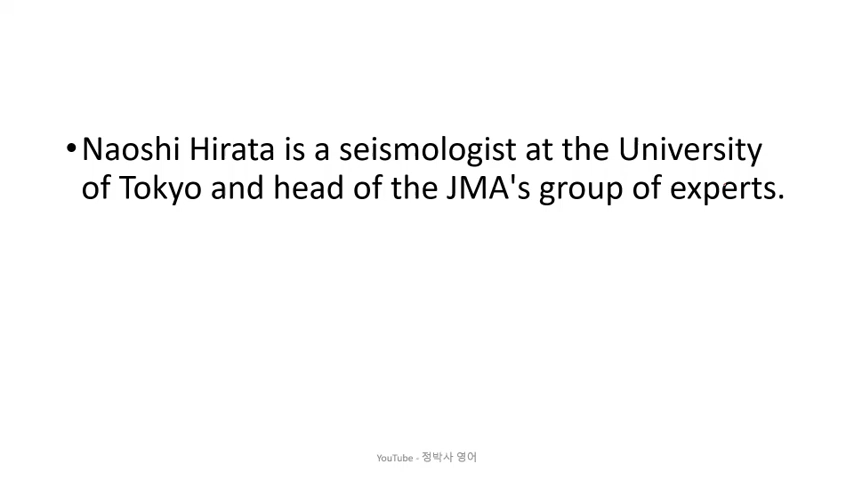 •Naoshi Hirata is a seismologist at the University
of Tokyo and head of the JMA's group of experts.
YouTube - 정박사 영어